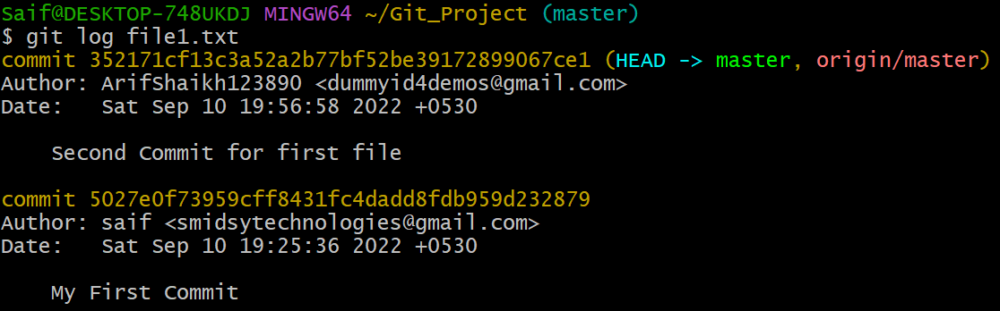 Saif@DESKTOP-748UKDJ MINGW64 ~/Git_Project (master)
$ git log file1.txt
commit 352171cf13c3a52a2b77bf52be39172899067ce1 (HEAD -> master, origin/master)
Author: ArifShaikh123890 <dummyid4demos@gmail.com>
Date:   Sat Sep 10 19:56:58 2022 +0530
    Second Commit for first file
commit 5027e0f73959cff8431fc4dadd8fdb959d232879
Author: saif <smidsytechnologies@gmail.com>
Date:   Sat Sep 10 19:25:36 2022 +0530
    My First Commit